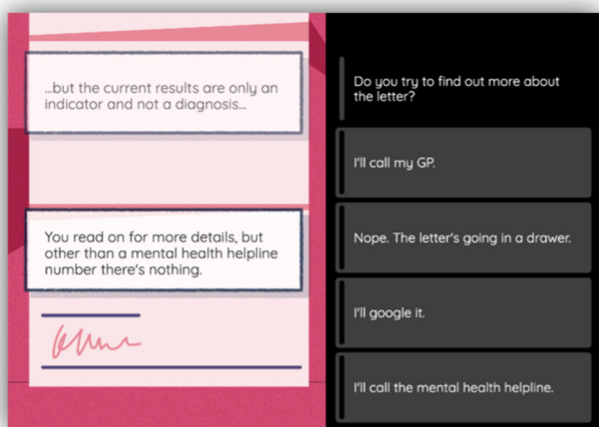 ...but the current results are only an
indicator and not a diagnosis...
You read on for more details, but
other than a mental health helpline
number there's nothing.
Do you try to find out more about
the letter?
I'll call my GP.
Nope. The letter's going in a drawer.
I'll google it.
I'll call the mental health helpline.